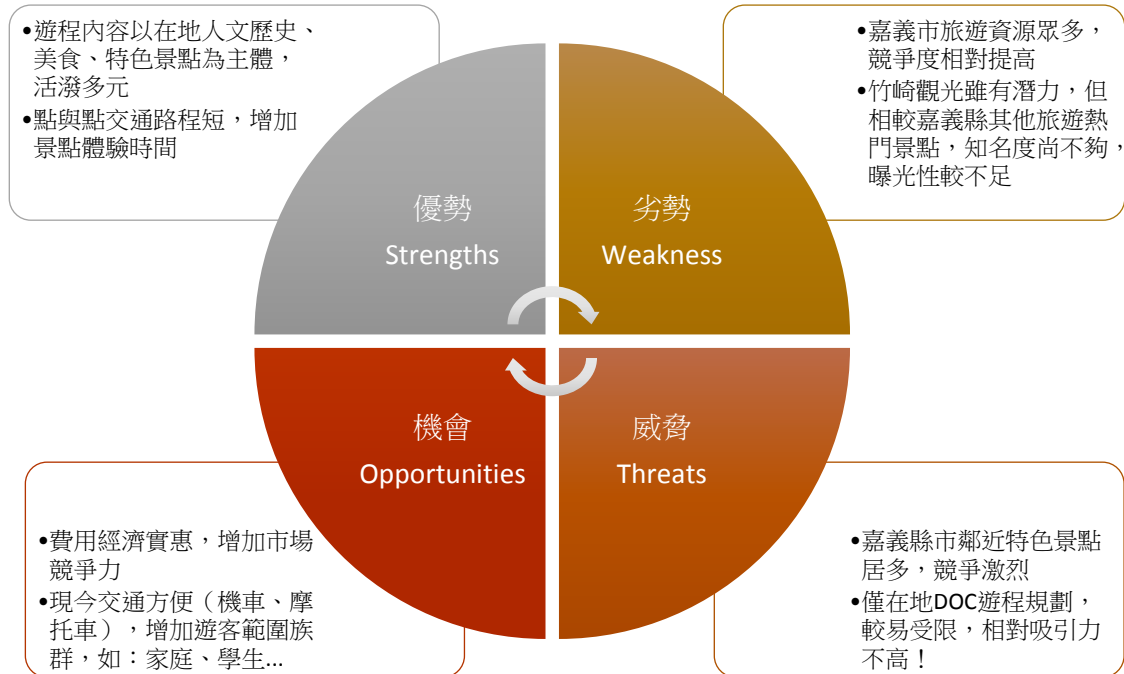 •遊程內容以在地人文歷史、
美食、特色景點為主體，
活潑多元
•點與點交通路程短，增加
景點體驗時間
•嘉義市旅遊資源眾多，
競爭度相對提高
•竹崎觀光雖有潛力，但
相較嘉義縣其他旅遊熱
門景點，知名度尚不夠，
曝光性較不足
優勢
Strengths
劣勢
Weakness
機會
Opportunities
威脅
Threats
•費用經濟實惠，增加市場
競爭力
•現今交通方便（機車、摩
托車），增加遊客範圍族
群，如：家庭、學生...
•嘉義縣市鄰近特色景點
居多，競爭激烈
•僅在地DOC遊程規劃，
較易受限，相對吸引力
不高！